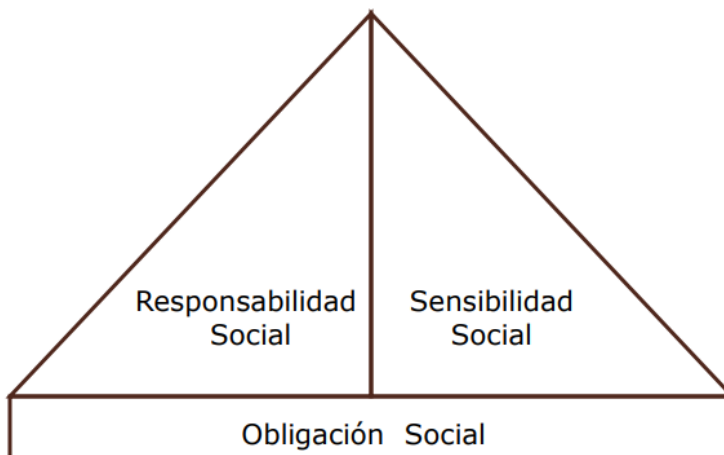 Responsabilidad
Social
Sensibilidad
Social
Obligación Social